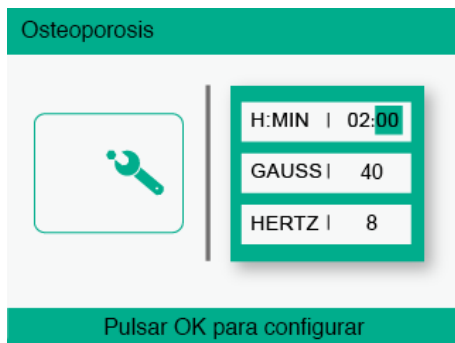 Osteoporosis
H:MIN | 02:00
GAUSS | 40
HERTZ | 8
Pulsar OK para configurar